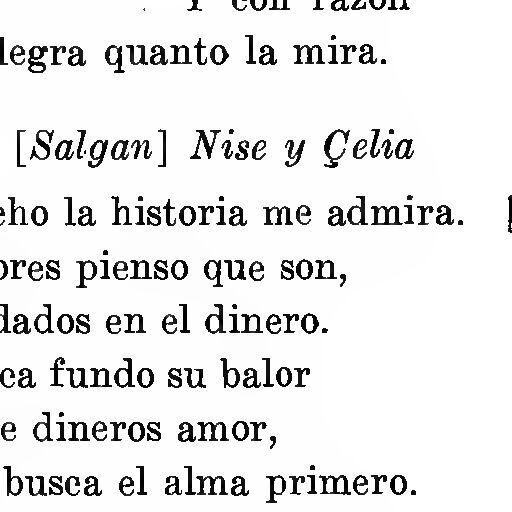 Y con razon
legra quanto la mira.
[Salgan] Nise y Çelia
cho la historia me admira.
ores pienso que son,
dados en el dinero.
ca fundo su balor
e dineros amor,
busca el alma primero.